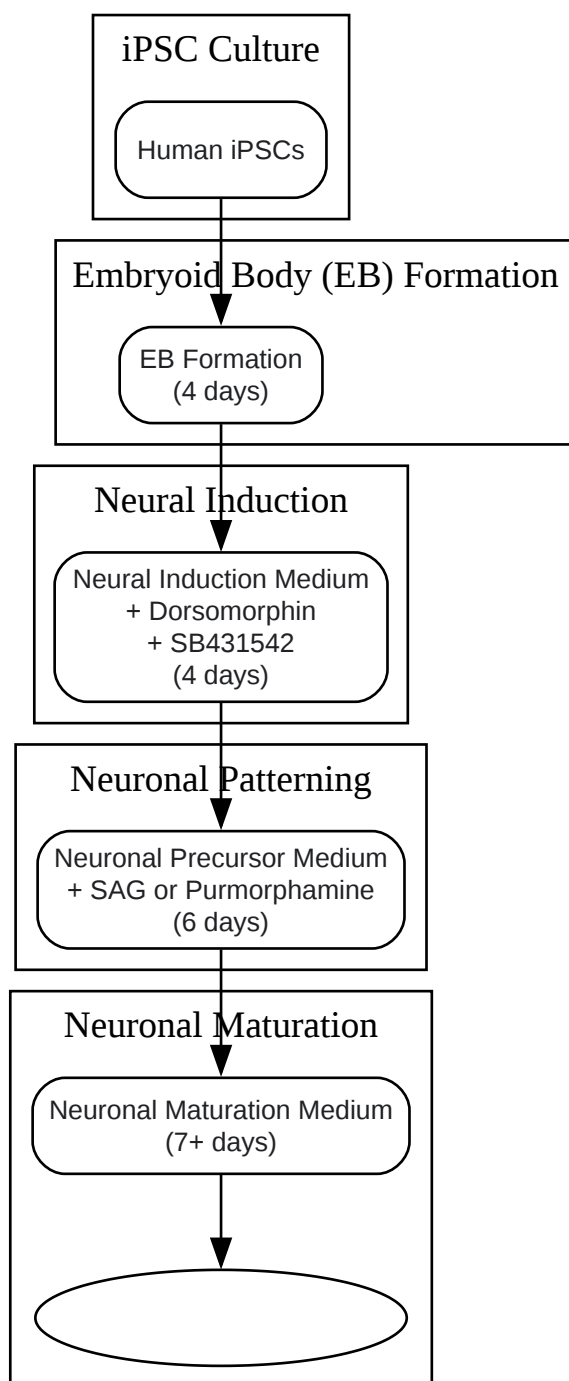 iPSC Culture
Human iPSCs
Embryoid Body (EB) Formation
EB Formation
(4 days)
Neural Induction
Neural Induction Medium
+ Dorsomorphin
+ SB431542
(4 days)
Neuronal Patterning
Neuronal Precursor Medium
+ SAG or Purmorphamine
(6 days)
Neuronal Maturation
Neuronal Maturation Medium
(7+ days)